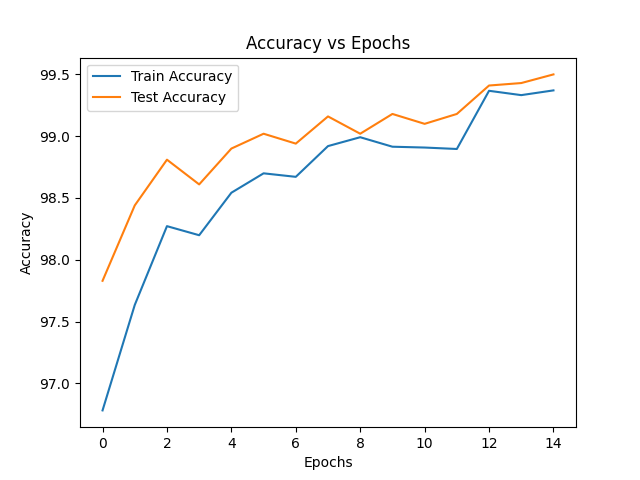 Accuracy vs Epochs
Train Accuracy
Test Accuracy
99.5
99.0
98.5
98.0
97.5
97.0
Accuracy
0 2 4 6 8 10 12 14
Epochs